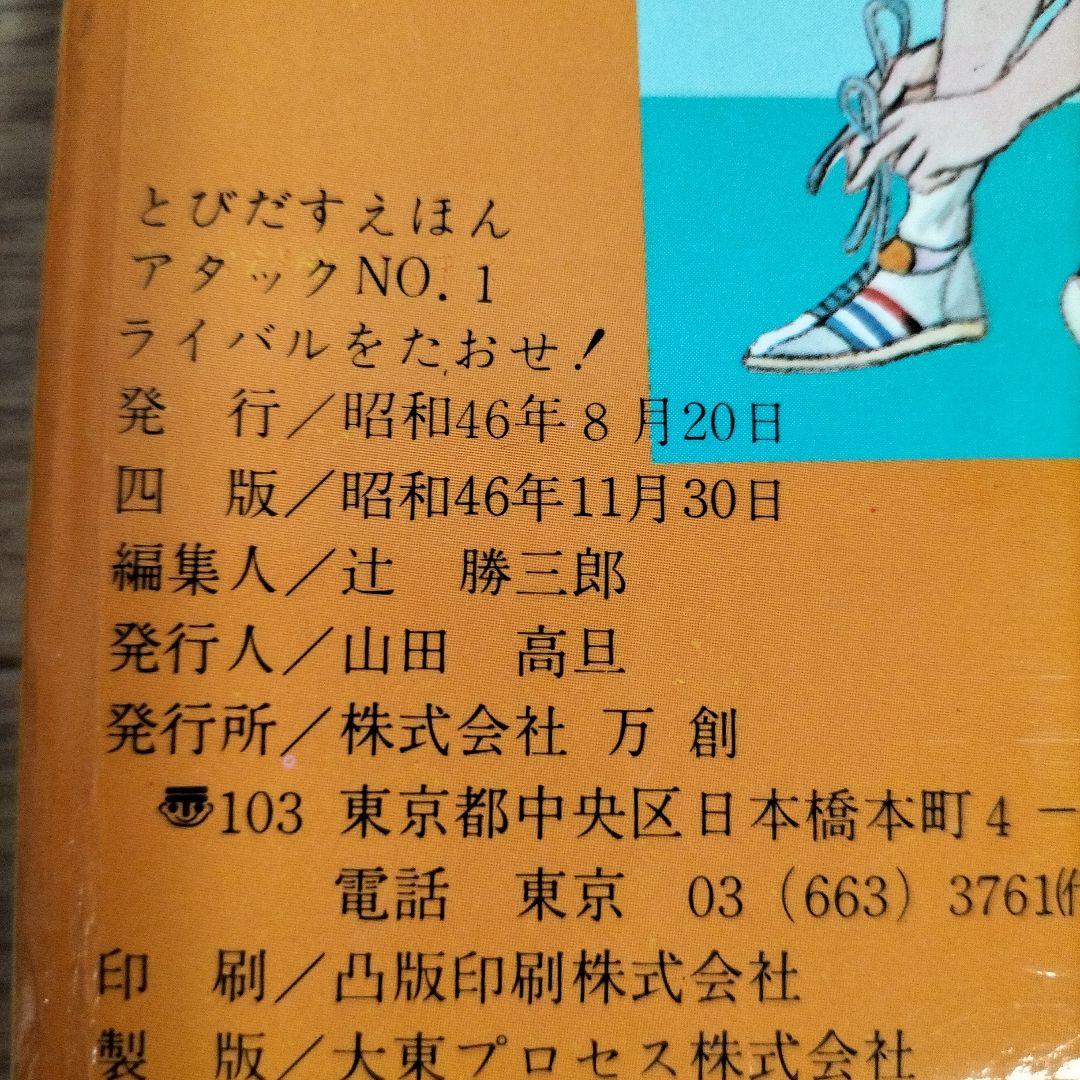 とびだすえほん
アタックNO.1
ライバルをたおせ!
発 行/昭和46年8月20日
四 版/昭和46年11月30日
編集人/辻 勝三郎
発行人/山田 高旦
発行所/株式会社 万 創
103 東京都中央区日本橋本町4-
電話 東京 03(663)3761㈹
印 刷/凸版印刷株式会社
製 版/大東プロセス株式会社